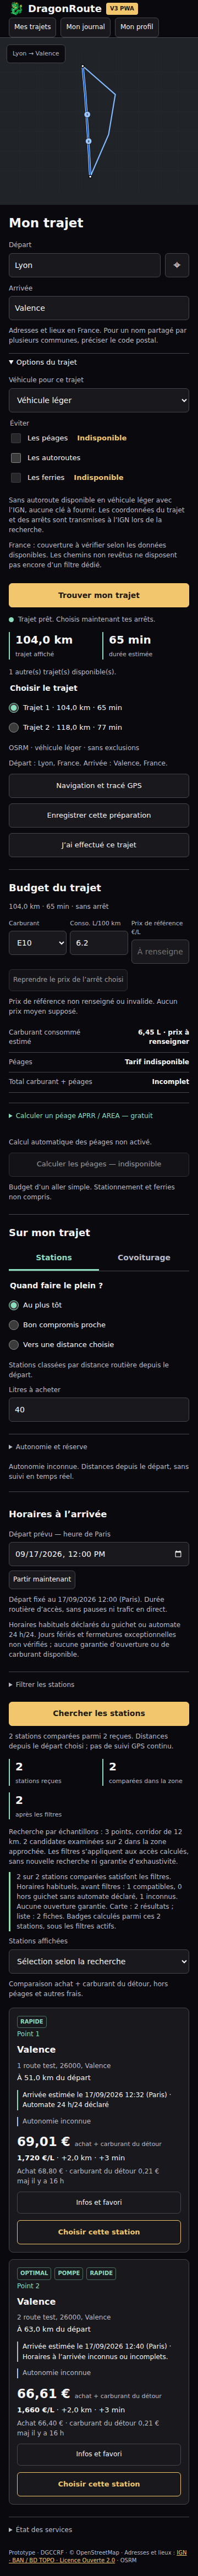 DragonRoute V3 PWA
Mes trajets Mon journal Mon profil
Lyon → Valence
Mon trajet
Départ
Lyon
Arrivée
Valence
Adresses et lieux en France. Pour un nom partagé par
plusieurs communes, préciser le code postal.
▼ Options du trajet
Véhicule pour ce trajet
Véhicule léger
Éviter
Les péages Indisponible
Les autoroutes
Les ferries Indisponible
Sans autoroute disponible en véhicule léger avec
l’IGN, aucune clé à fournir. Les coordonnées du trajet
et des arrêts sont transmises à l’IGN lors de la
recherche.
France : couverture à vérifier selon les données
disponibles. Les chemins non revêtus ne disposent
pas encore d’un filtre dédié.
Trouver mon trajet
Trajet prêt. Choisis maintenant tes arrêts.
104,0 km 65 min
trajet affiché durée estimée
1 autre(s) trajet(s) disponible(s).
Choisir le trajet
Trajet 1 · 104,0 km · 65 min
Trajet 2 · 118,0 km · 77 min
OSRM · véhicule léger · sans exclusions
Départ : Lyon, France. Arrivée : Valence, France.
Navigation et tracé GPS
Enregistrer cette préparation
J’ai effectué ce trajet
Budget du trajet
104,0 km · 65 min · sans arrêt
Carburant Conso. L/100 km Prix de référence
€/L
E10 6.2 À renseigne
Reprendre le prix de l’arrêt choisi
Prix de référence non renseigné ou invalide. Aucun
prix moyen supposé.
Carburant consommé 6,45 L · prix à
estimé renseigner
Péages Tarif indisponible
Total carburant + péages Incomplet
▶ Calculer un péage APRR / AREA — gratuit
Calcul automatique des péages non activé.
Calculer les péages — indisponible
Budget d’un aller simple. Stationnement et ferries
non compris.
Sur mon trajet
Stations Covoiturage
Quand faire le plein ?
Au plus tôt
Bon compromis proche
Vers une distance choisie
Stations classées par distance routière depuis le
départ.
Litres à acheter
40
▶ Autonomie et réserve
Autonomie inconnue. Distances depuis le départ, sans
suivi en temps réel.
Horaires à l’arrivée
Départ prévu — heure de Paris
09/17/2026, 12:00 PM
Partir maintenant
Départ fixé au 17/09/2026 12:00 (Paris). Durée
routière d’accès, sans pauses ni trafic en direct.
Horaires habituels déclarés du guichet ou automate
24 h/24. Jours fériés et fermetures exceptionnelles
non vérifiés ; aucune garantie d’ouverture ou de
carburant disponible.
▶ Filtrer les stations
Chercher les stations
2 stations comparées parmi 2 reçues. Distances
depuis le départ choisi ; pas de suivi GPS continu.
2 2
stations reçues comparées dans la zone
2
après les filtres
Recherche par échantillons : 3 points, corridor de 12
km. 2 candidates examinées sur 2 dans la zone
approchée. Les filtres s’appliquent aux accès calculés,
sans nouvelle recherche ni garantie d’exhaustivité.
2 sur 2 stations comparées satisfont les filtres.
Horaires habituels, avant filtres : 1 compatibles, 0
hors guichet sans automate déclaré, 1 inconnus.
Aucune ouverture garantie. Carte : 2 résultats ;
liste : 2 fiches. Badges calculés parmi ces 2
stations, sous les filtres actifs.
Stations affichées
Sélection selon la recherche
Comparaison achat + carburant du détour, hors
péages et autres frais.
RAPIDE
Point 1
Valence
1 route test, 26000, Valence
À 51,0 km du départ
Arrivée estimée le 17/09/2026 12:32 (Paris) ·
Automate 24 h/24 déclaré
Autonomie inconnue
69,01 € achat + carburant du détour
1,720 €/L · +2,0 km · +3 min
Achat 68,80 € · carburant du détour 0,21 €
maj il y a 16 h
Infos et favori
Choisir cette station
OPTIMAL POMPE RAPIDE
Point 2
Valence
2 route test, 26000, Valence
À 63,0 km du départ
Arrivée estimée le 17/09/2026 12:40 (Paris) ·
Horaires à l’arrivée inconnus ou incomplets.
Autonomie inconnue
66,61 € achat + carburant du détour
1,660 €/L · +2,0 km · +3 min
Achat 66,40 € · carburant du détour 0,21 €
maj il y a 16 h
Infos et favori
Choisir cette station
▶ État des services
Prototype · DGCCRF · © OpenStreetMap · Adresses et lieux : IGN
· BAN / BD TOPO · Licence Ouverte 2.0 · OSRM